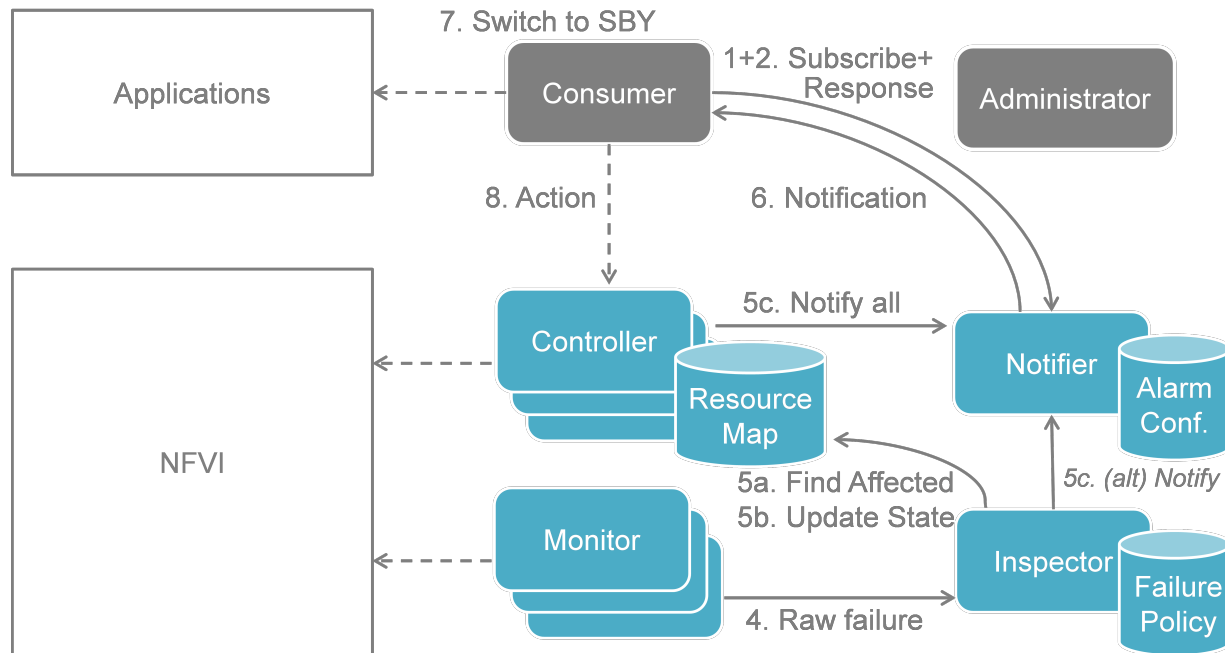 7. Switch to SBY
Applications
Consumer
1+2. Subscribe+
Response
Administrator
8. Action
6. Notification
5c. Notify all
Controller
Notifier
Resource
Map
Alarm
Conf.
NFVI
5a. Find Affected
5b. Update State
5c. (alt) Notify
Monitor
Inspector
Failure
Policy
4. Raw failure